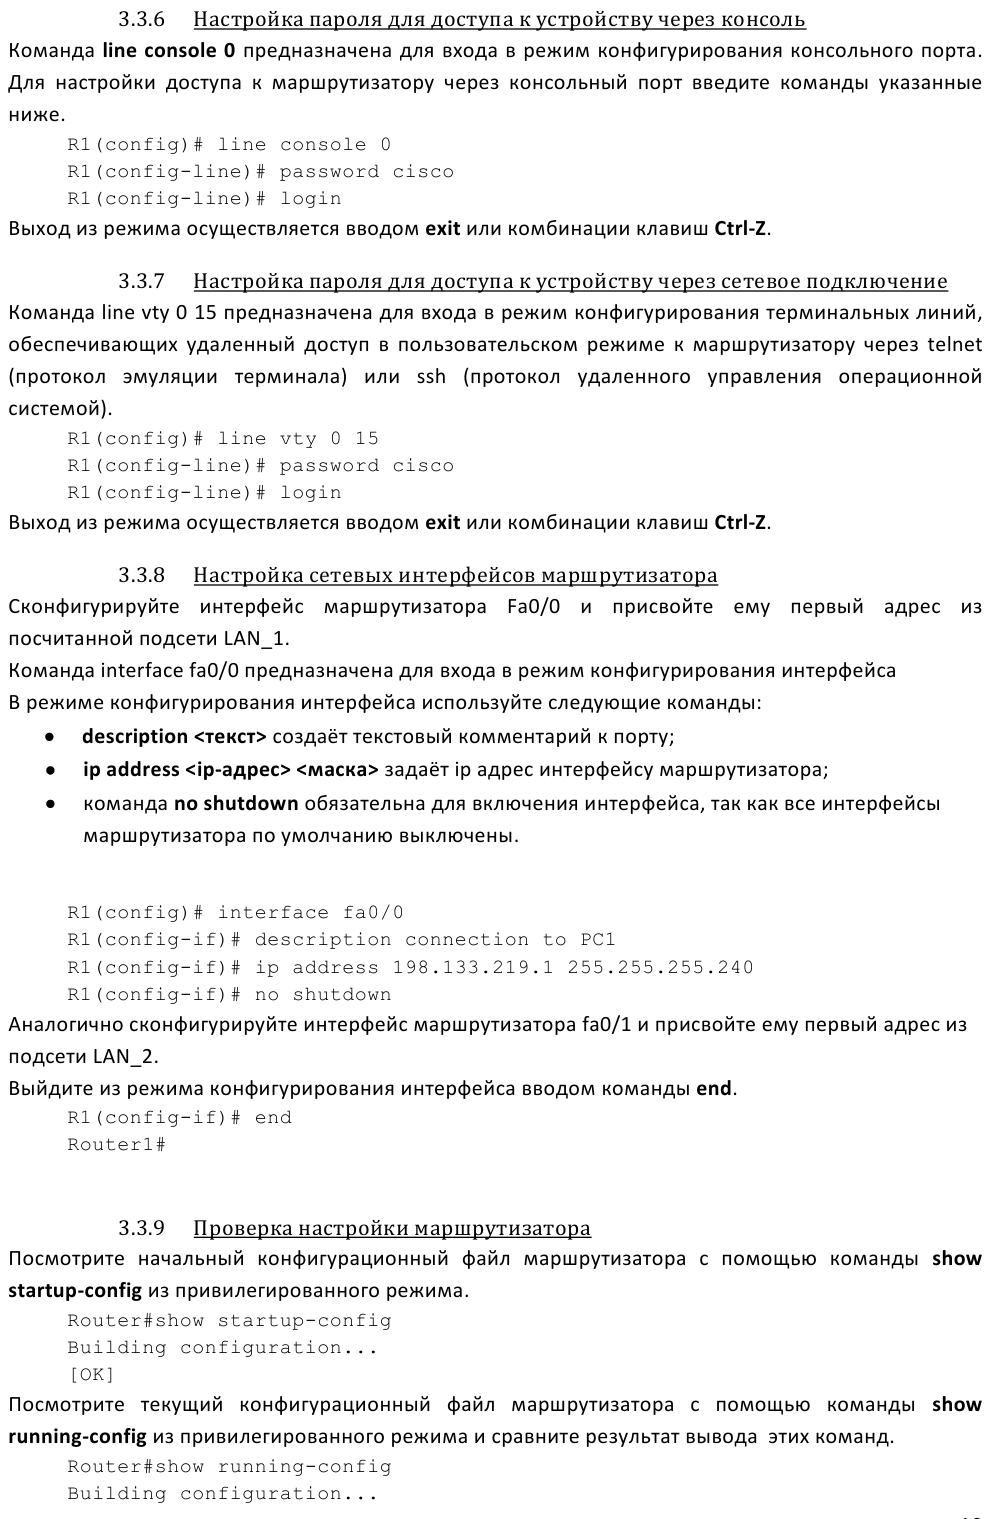 3.3.6 Настройка пароля для доступа к устройству через консоль
Команда line console 0 предназначена для входа в режим конфигурирования консольного порта.
Для настройки доступа к маршрутизатору через консольный порт введите команды указанные
ниже.
R1(config)# line console 0
R1(config-line)# password cisco
R1(config-line)# login
Выход из режима осуществляется вводом exit или комбинации клавиш Ctrl-Z.
3.3.7 Настройка пароля для доступа к устройству через сетевое подключение
Команда line vty 0 15 предназначена для входа в режим конфигурирования терминальных линий,
обеспечивающих удаленный доступ в пользовательском режиме к маршрутизатору через telnet
(протокол эмуляции терминала) или ssh (протокол удаленного управления операционной
системой).
R1(config)# line vty 0 15
R1(config-line)# password cisco
R1(config-line)# login
Выход из режима осуществляется вводом exit или комбинации клавиш Ctrl-Z.
3.3.8 Настройка сетевых интерфейсов маршрутизатора
Сконфигурируйте интерфейс маршрутизатора Fa0/0 и присвойте ему первый адрес из
посчитанной подсети LAN_1.
Команда interface fa0/0 предназначена для входа в режим конфигурирования интерфейса
В режиме конфигурирования интерфейса используйте следующие команды:
• description <текст> создаёт текстовый комментарий к порту;
• ip address <ip-адрес> <маска> задаёт ip адрес интерфейсу маршрутизатора;
• команда no shutdown обязательна для включения интерфейса, так как все интерфейсы
маршрутизатора по умолчанию выключены.
R1(config)# interface fa0/0
R1(config-if)# description connection to PC1
R1(config-if)# ip address 198.133.219.1 255.255.255.240
R1(config-if)# no shutdown
Аналогично сконфигурируйте интерфейс маршрутизатора fa0/1 и присвойте ему первый адрес из
подсети LAN_2.
Выйдите из режима конфигурирования интерфейса вводом команды end.
R1(config-if)# end
Router1#
3.3.9 Проверка настройки маршрутизатора
Посмотрите начальный конфигурационный файл маршрутизатора с помощью команды show
startup-config из привилегированного режима.
Router#show startup-config
Building configuration...
[OK]
Посмотрите текущий конфигурационный файл маршрутизатора с помощью команды show
running-config из привилегированного режима и сравните результат вывода этих команд.
Router#show running-config
Building configuration...